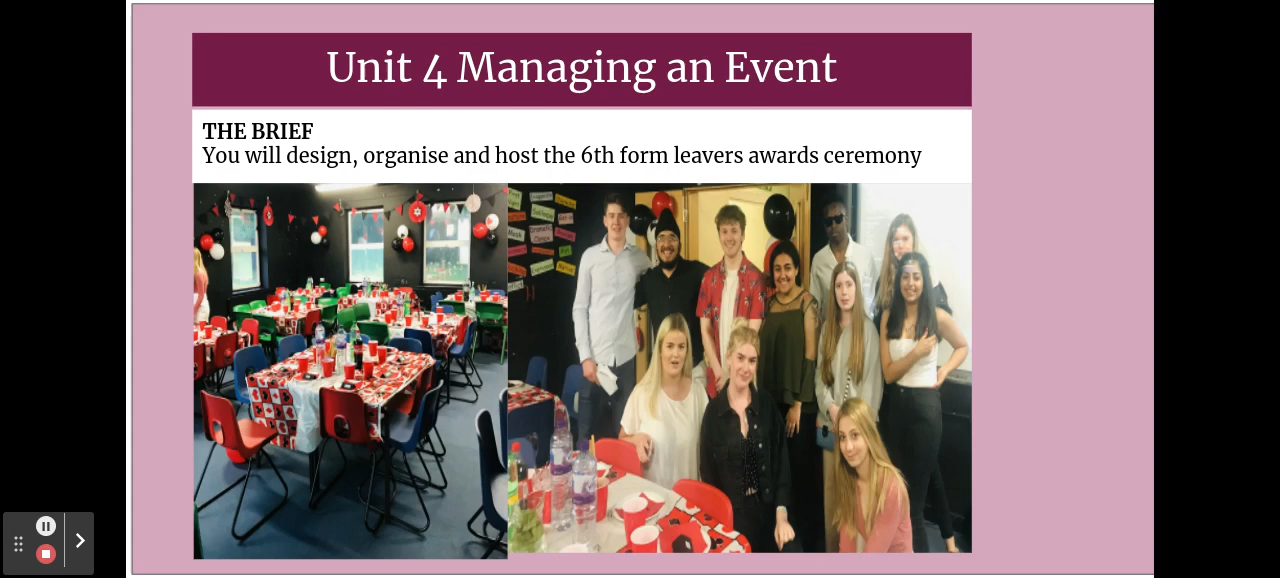 Unit 4 Managing an Event
THE BRIEF
You will design, organise and host the 6th form leavers awards ceremony